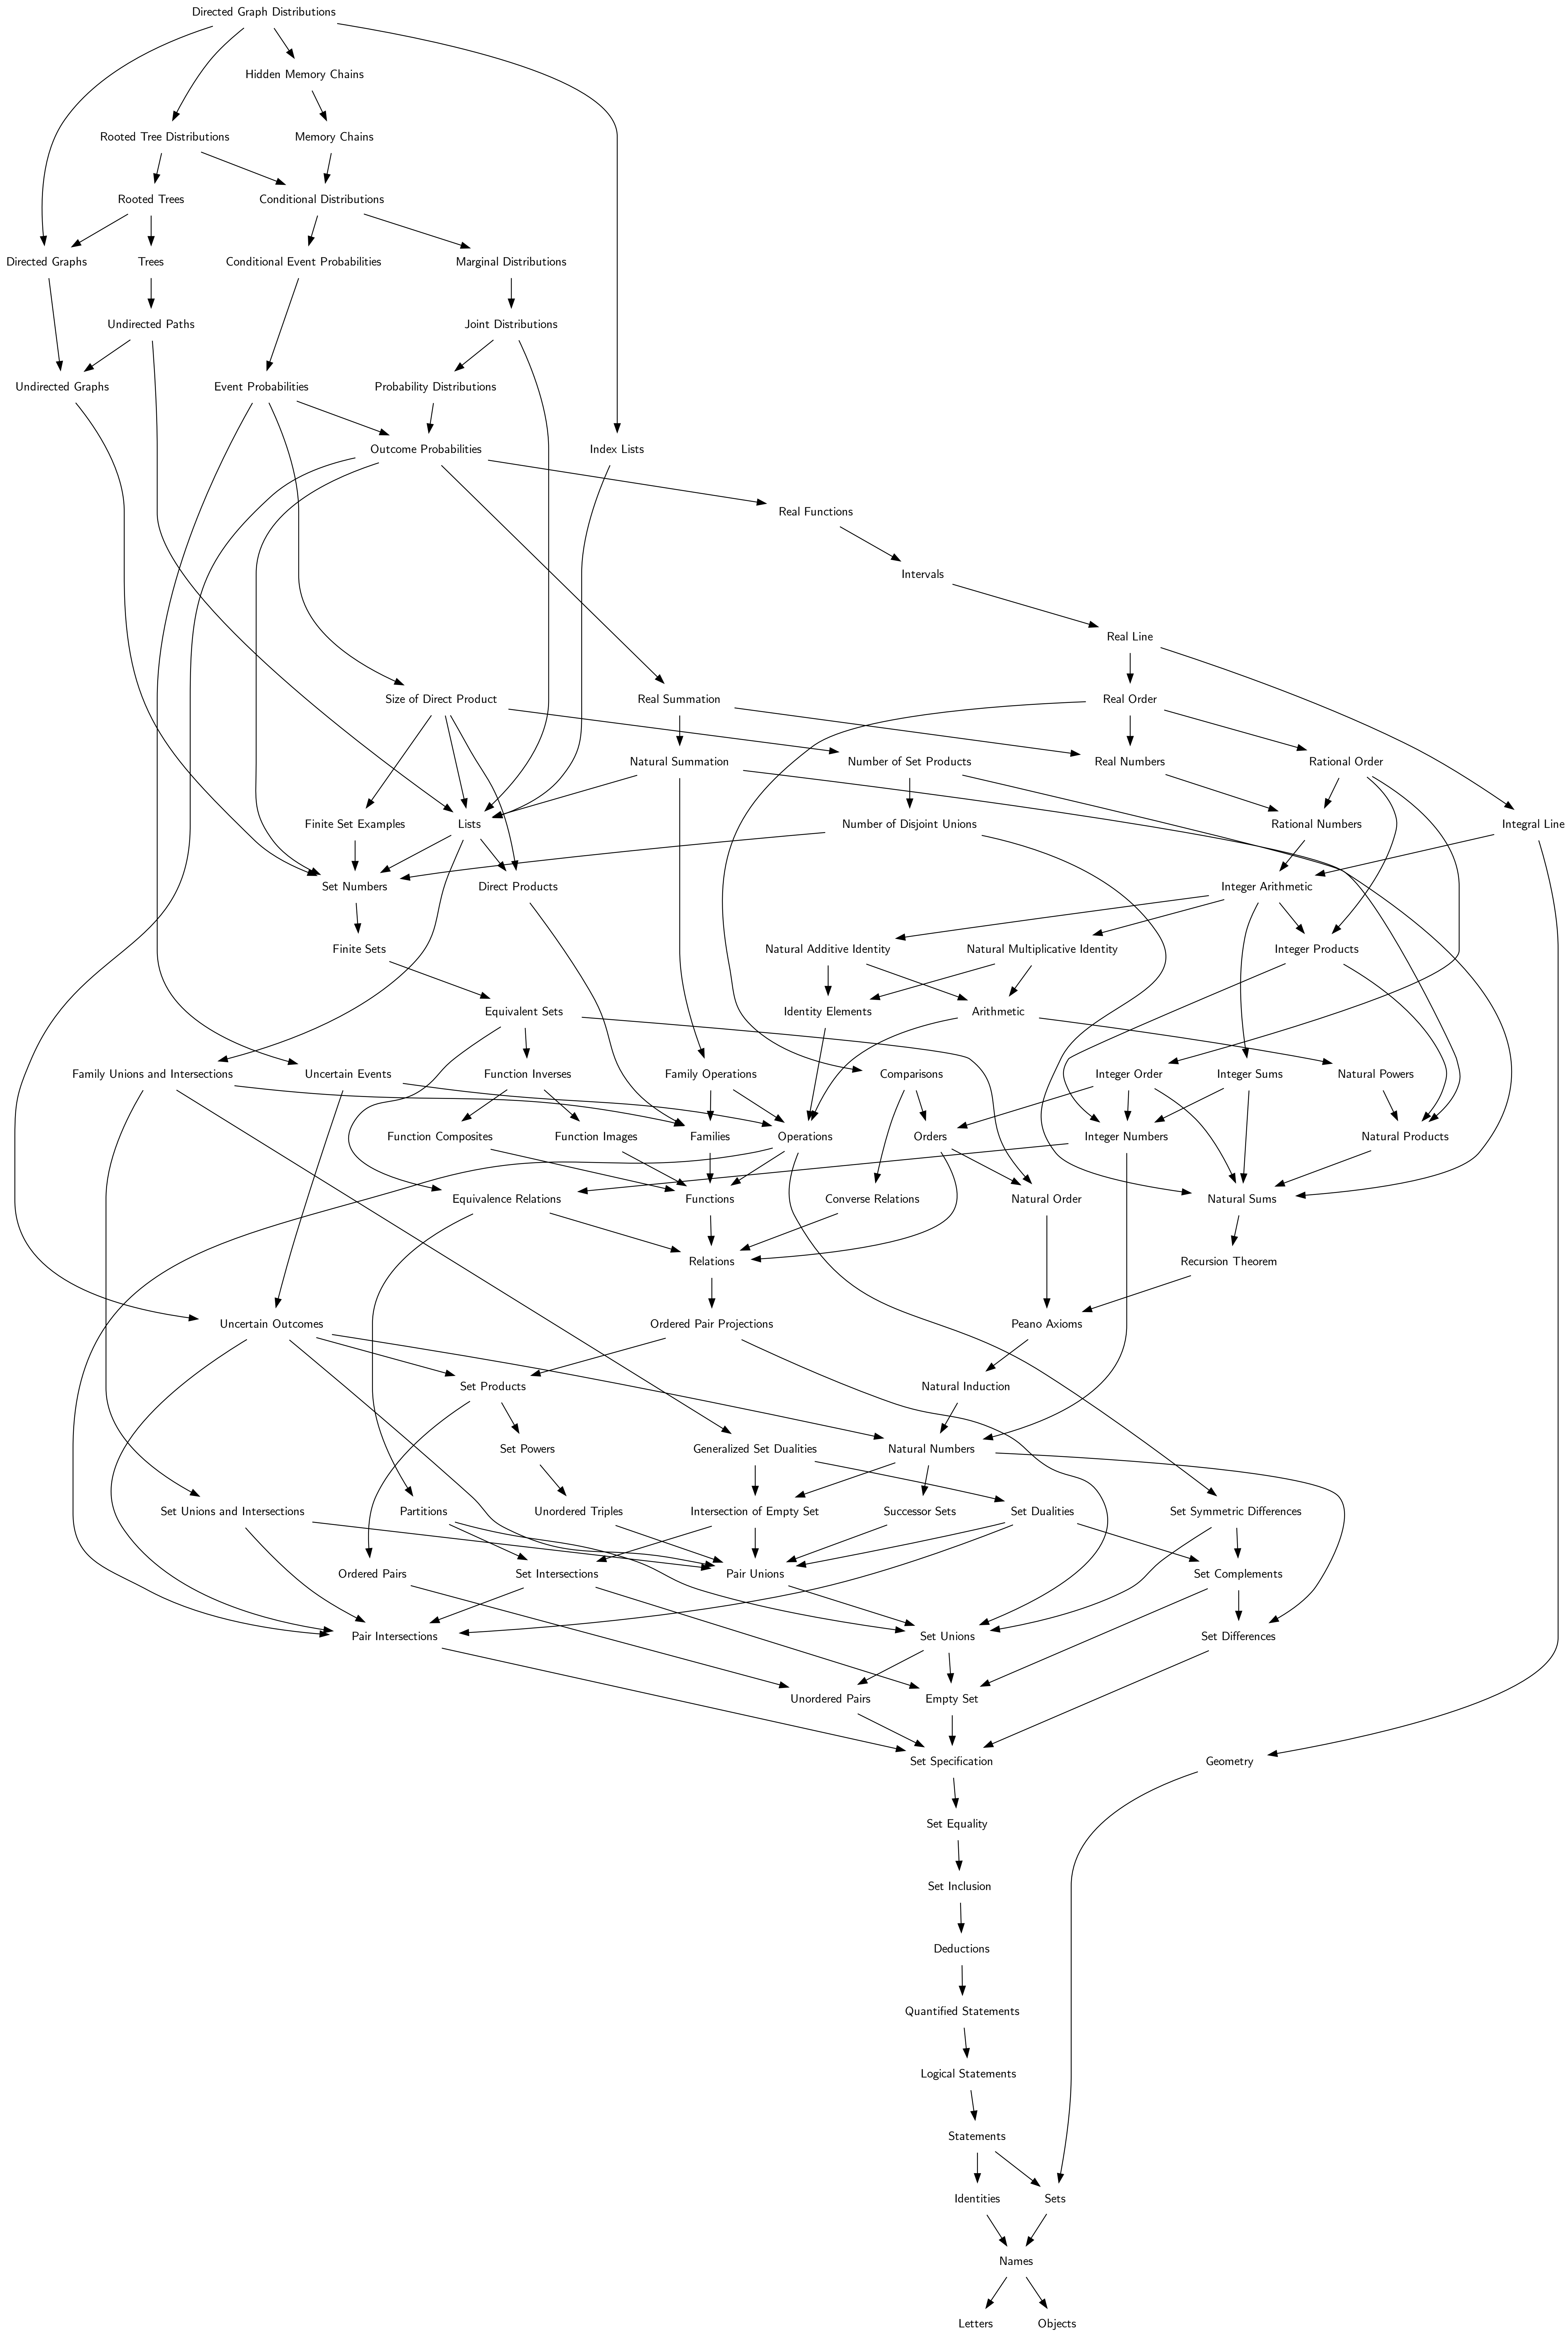 Directed Graph Distributions
Hidden Memory Chains
Rooted Tree Distributions
Memory Chains
Rooted Trees
Conditional Distributions
Directed Graphs
Trees
Conditional Event Probabilities
Marginal Distributions
Undirected Paths
Joint Distributions
Undirected Graphs
Event Probabilities
Probability Distributions
Outcome Probabilities
Index Lists
Real Functions
Intervals
Real Line
Size of Direct Product
Real Summation
Real Order
Natural Summation
Number of Set Products
Real Numbers
Rational Order
Finite Set Examples
Lists
Number of Disjoint Unions
Rational Numbers
Integral Line
Set Numbers
Direct Products
Integer Arithmetic
Finite Sets
Natural Additive Identity
Natural Multiplicative Identity
Integer Products
Equivalent Sets
Identity Elements
Arithmetic
Family Unions and Intersections
Uncertain Events
Function Inverses
Family Operations
Comparisons
Integer Order
Integer Sums
Natural Powers
Function Composites
Function Images
Families
Operations
Orders
Integer Numbers
Natural Products
Equivalence Relations
Functions
Converse Relations
Natural Order
Natural Sums
Relations
Recursion Theorem
Uncertain Outcomes
Ordered Pair Projections
Peano Axioms
Set Products
Natural Induction
Set Powers
Generalized Set Dualities
Natural Numbers
Set Unions and Intersections
Partitions
Unordered Triples
Intersection of Empty Set
Successor Sets
Set Dualities
Set Symmetric Differences
Ordered Pairs
Set Intersections
Pair Unions
Set Complements
Pair Intersections
Set Unions
Set Differences
Unordered Pairs
Empty Set
Set Specification
Geometry
Set Equality
Set Inclusion
Deductions
Quantified Statements
Logical Statements
Statements
Identities
Sets
Names
Letters
Objects